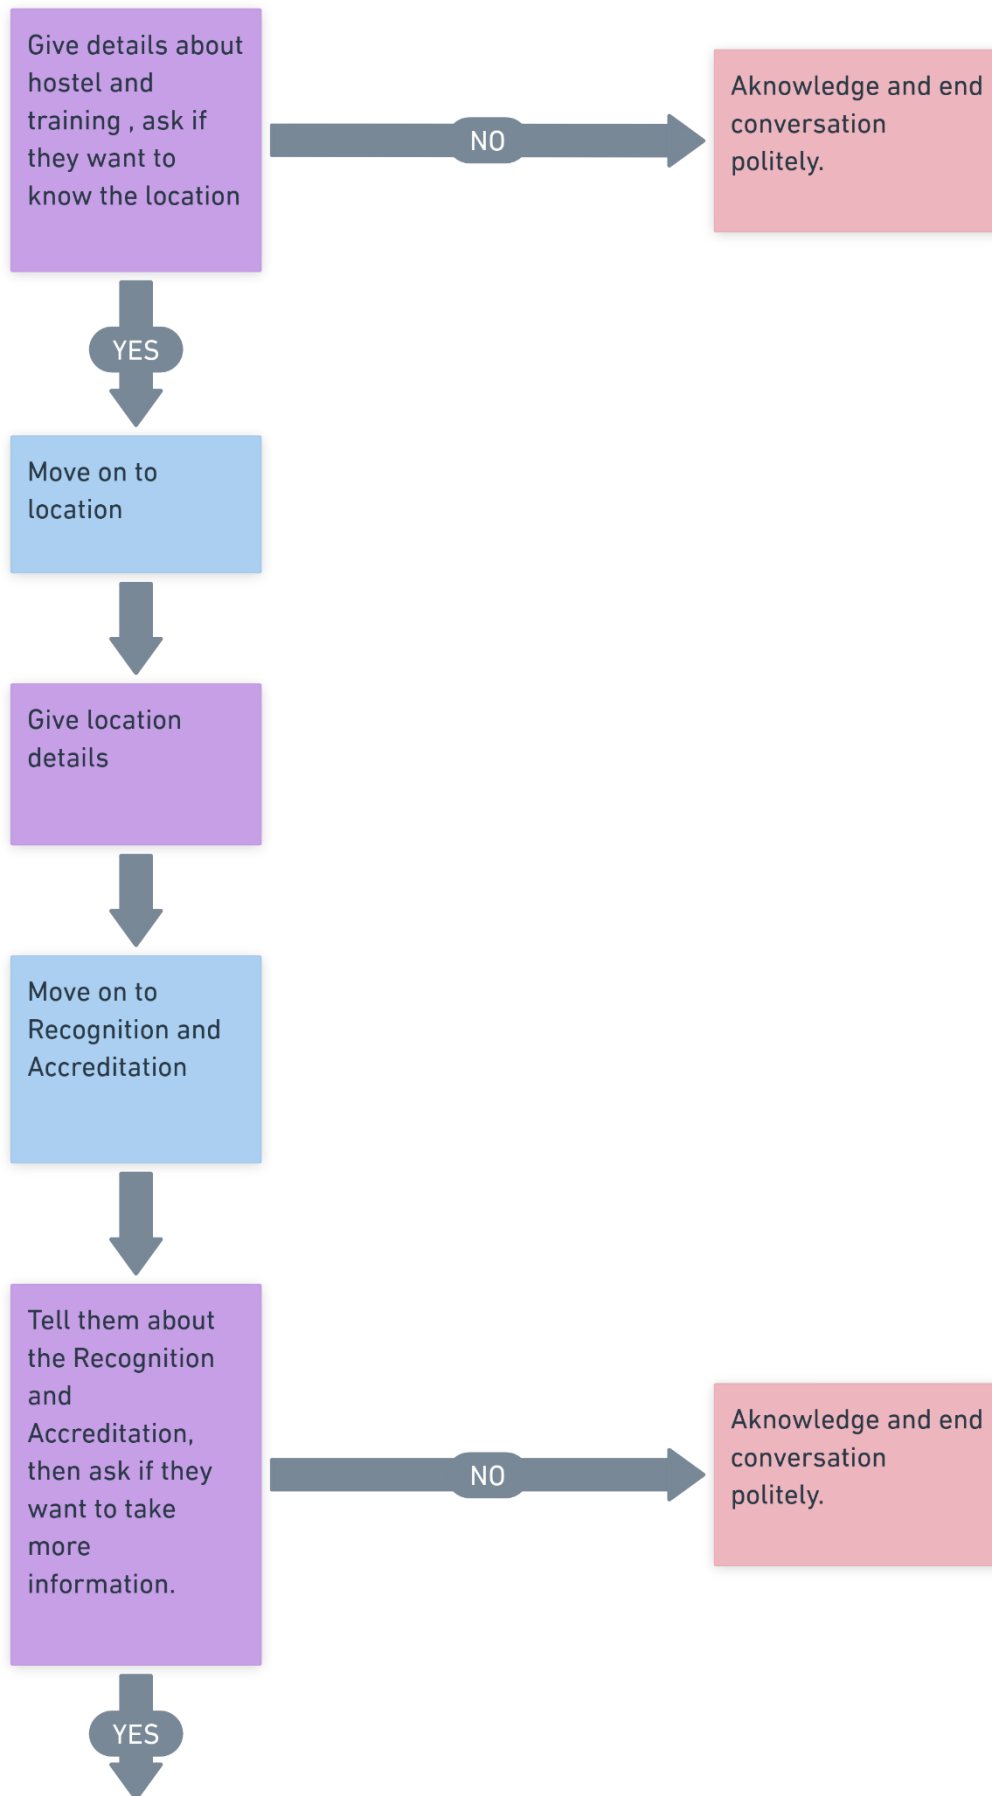 Give details about
hostel and
training , ask if
they want to
know the location
NO
Aknowledge and end
conversation
politely.
YES
Move on to
location
Give location
details
Move on to
Recognition and
Accreditation
Tell them about
the Recognition
and
Accreditation,
then ask if they
want to take
more
information.
NO
Aknowledge and end
conversation
politely.
YES